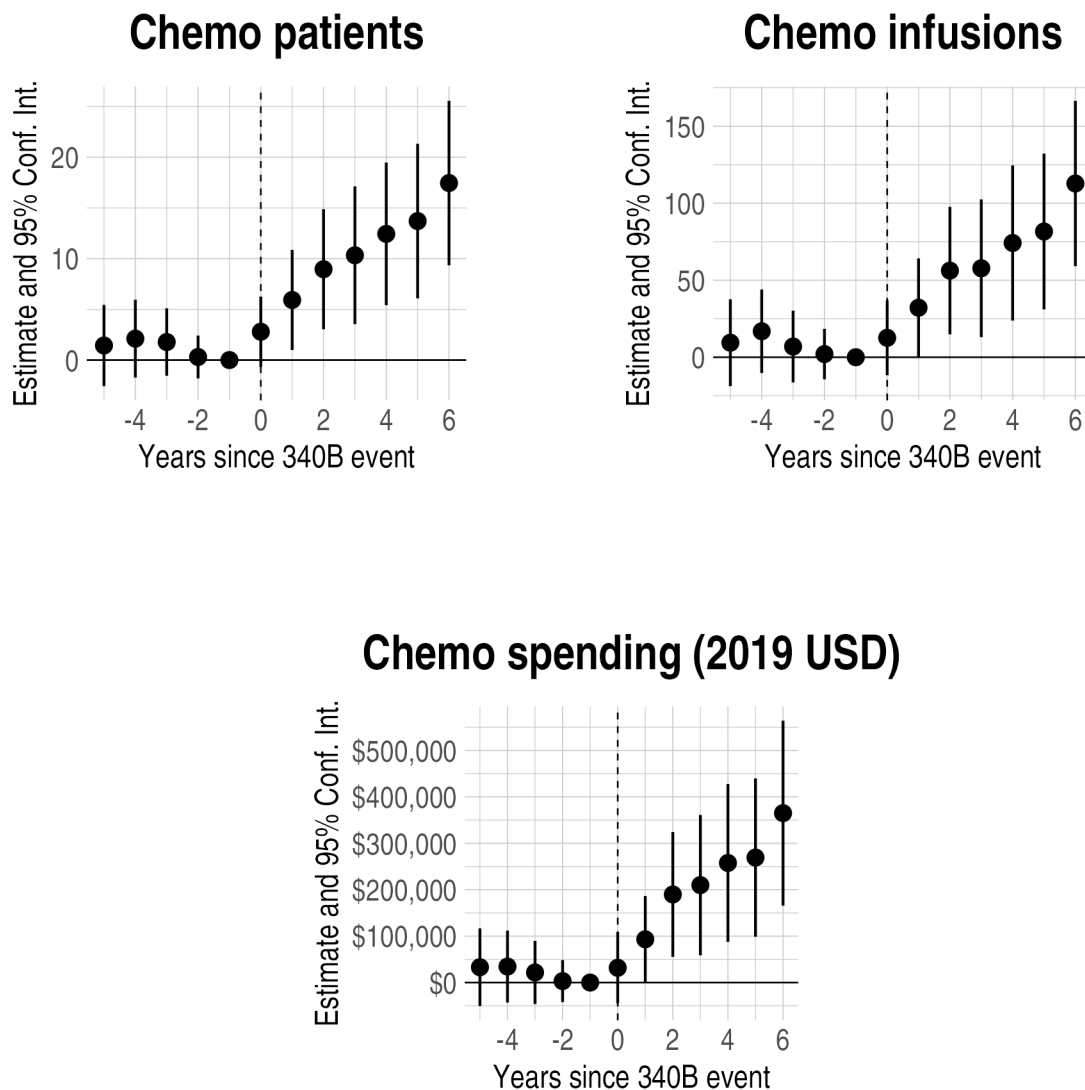 Chemo patients
Estimate and 95% Conf. Int.
20
10
0
-4 -2 0 2 4 6
Years since 340B event
Chemo infusions
Estimate and 95% Conf. Int.
150
100
50
0
-4 -2 0 2 4 6
Years since 340B event
Chemo spending (2019 USD)
Estimate and 95% Conf. Int.
$500,000
$400,000
$300,000
$200,000
$100,000
$0
-4 -2 0 2 4 6
Years since 340B event